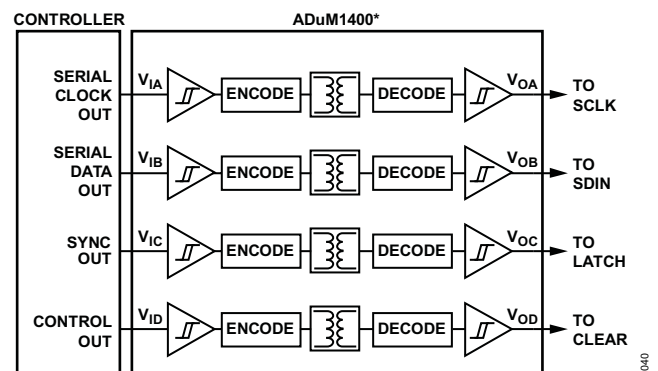 CONTROLLER
ADuM1400*
SERIAL
CLOCK
OUT
VIA
ENCODE
DECODE
VOA
TO
SCLK
SERIAL
DATA
OUT
VIB
ENCODE
DECODE
VOB
TO
SDIN
SYNC
OUT
VIC
ENCODE
DECODE
VOC
TO
LATCH
CONTROL
OUT
VID
ENCODE
DECODE
VOD
TO
CLEAR
040